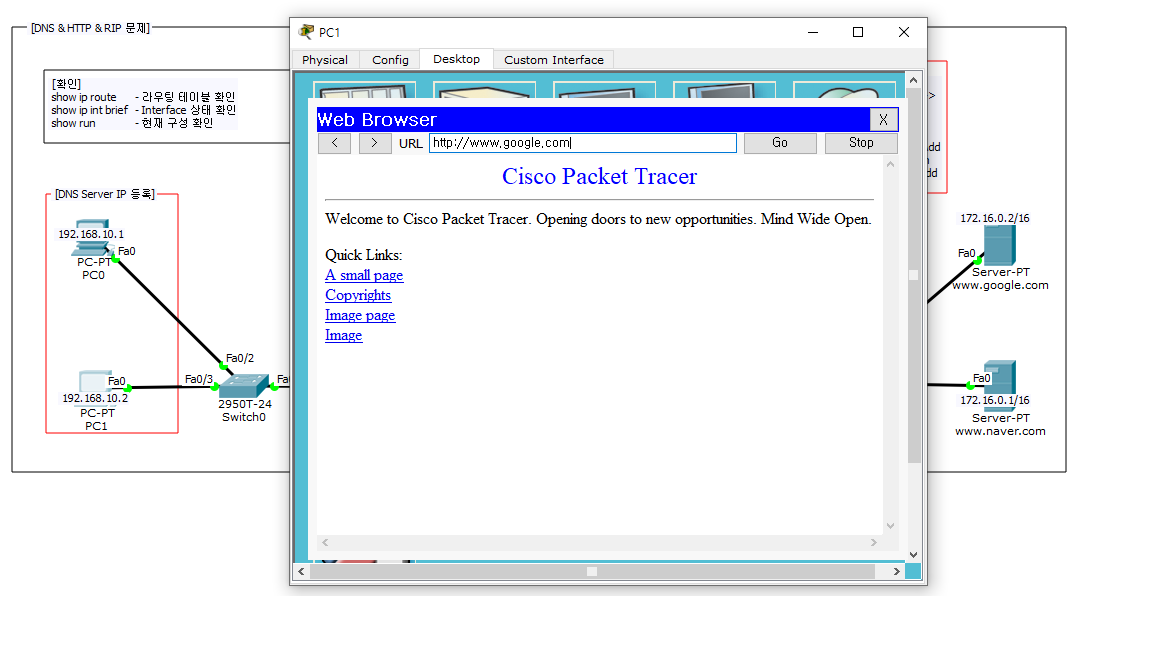 [DNS & HTTP & RIP 문제]
[확인]
show ip route - 라우팅 테이블 확인
show ip int brief - Interface 상태 확인
show run - 현재 구성 확인
[DNS Server IP 등록]
192.168.10.1
Fa0
PC-PT
PC0
Fa0/2
Fa0
Fa0/3
192.168.10.2
PC-PT
PC1
2950T-24
Switch0
PC1
Physical
Config
Desktop
Custom Interface
Web Browser
X
<
>
URL
http://www.google.com
Go
Stop
Cisco Packet Tracer
Welcome to Cisco Packet Tracer. Opening doors to new opportunities. Mind Wide Open.
Quick Links:
A small page
Copyrights
Image page
Image
>
dd
dd
172.16.0.2/16
Fa0
Server-PT
www.google.com
Fa0
172.16.0.1/16
Server-PT
www.naver.com